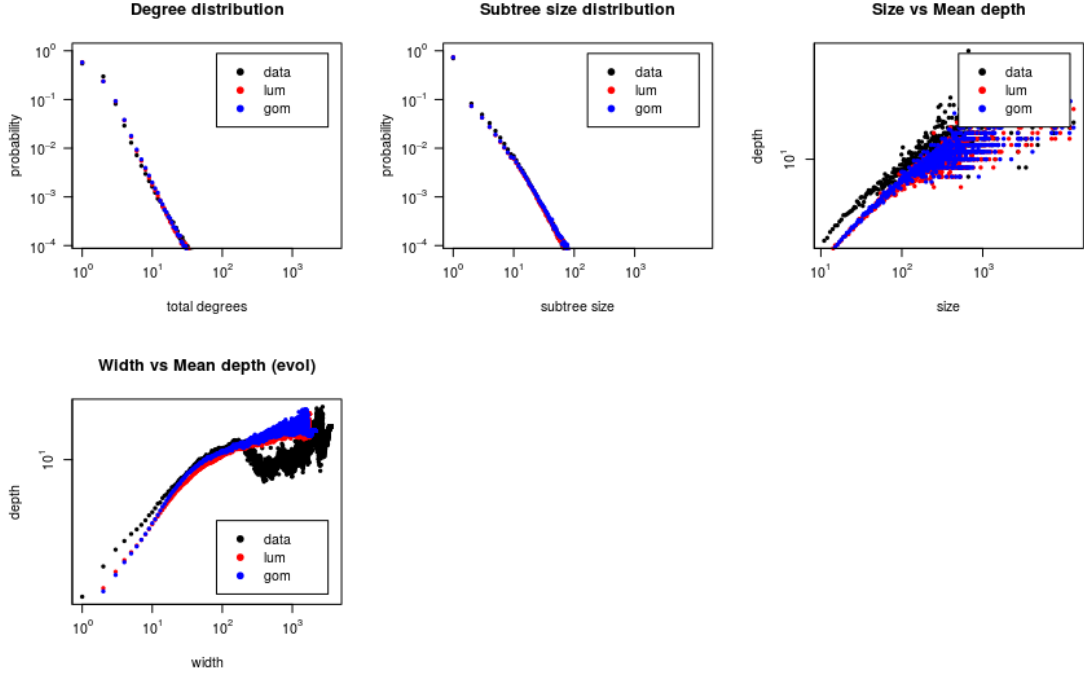 Degree distribution
10^0
10^-1
10^-2
10^-3
10^-4
probability
data
lum
gom
10^0
10^1
10^2
10^3
total degrees
Subtree size distribution
10^0
10^-1
10^-2
10^-3
10^-4
probability
data
lum
gom
10^0
10^1
10^2
10^3
subtree size
Size vs Mean depth
10^1
depth
data
lum
gom
10^1
10^2
10^3
size
Width vs Mean depth (evol)
10^1
depth
data
lum
gom
10^0
10^1
10^2
10^3
width